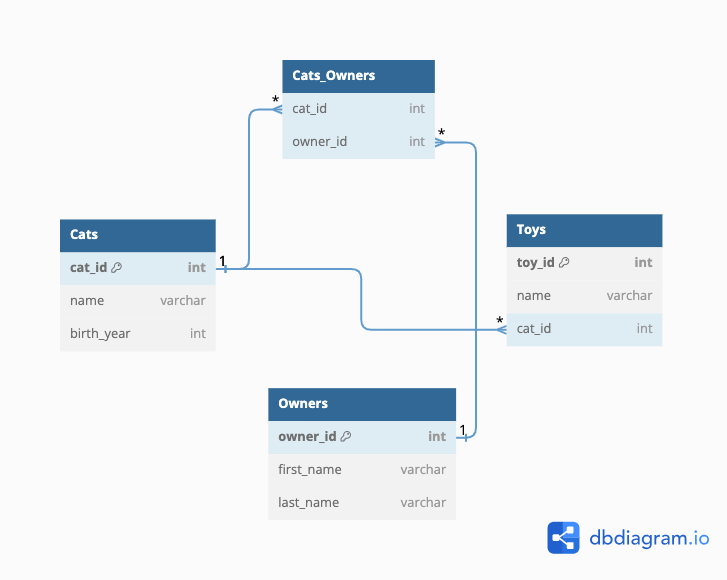 Cats_Owners
*
cat_id int
owner_id int
*
Cats
cat_id int
1
name varchar
birth_year int
Toys
toy_id int
name varchar
*
cat_id int
Owners
owner_id int
1
first_name varchar
last_name varchar
dbdiagram.io